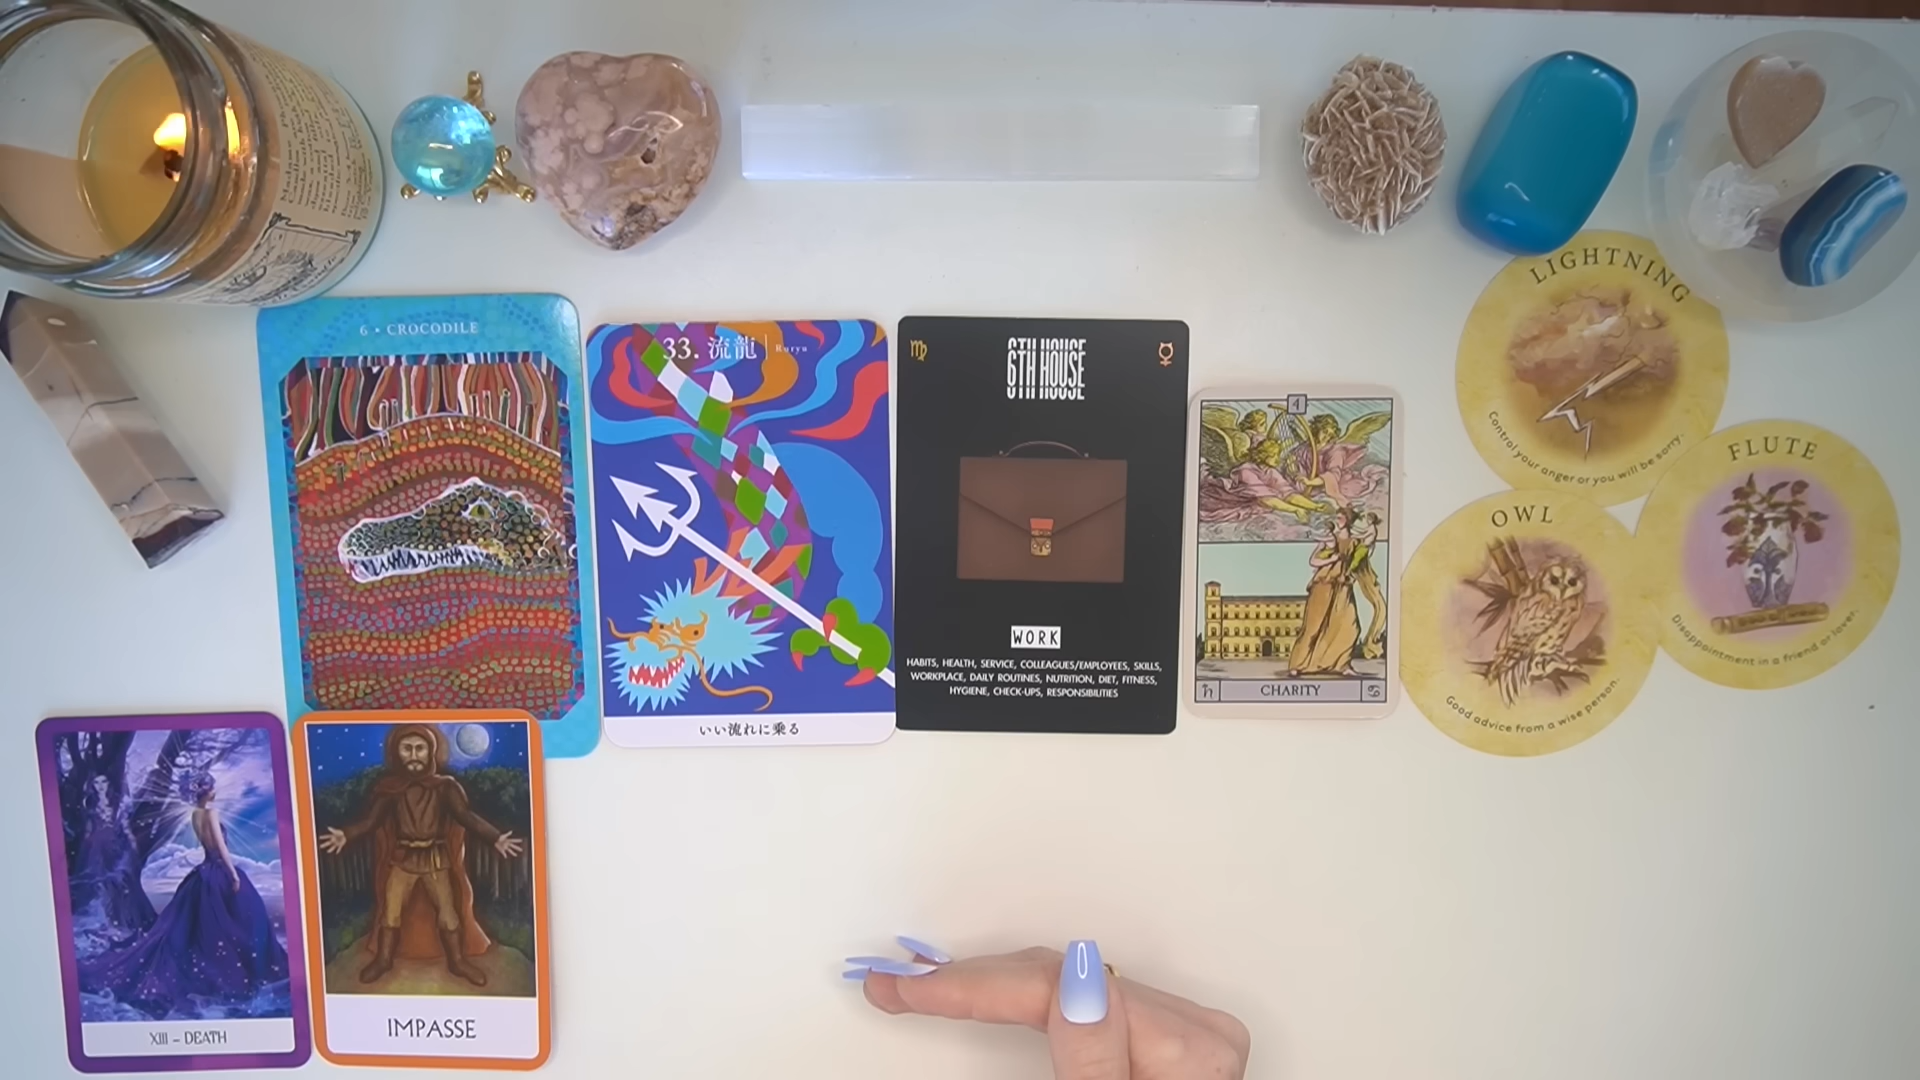 6 • CROCODILE
33. 流龍 | Ruryu
いい流れに乗る
♍
☿
6TH HOUSE
WORK
HABITS, HEALTH, SERVICE, COLLEAGUES/EMPLOYEES, SKILLS,
WORKPLACE, DAILY ROUTINES, NUTRITION, DIET, FITNESS,
HYGIENE, CHECK-UPS, RESPONSIBILITIES
♄
CHARITY
♋
LIGHTNING
Control your anger or you will be sorry.
FLUTE
Disappointment in a friend or lover.
OWL
Good advice from a wise person.
XIII – DEATH
IMPASSE